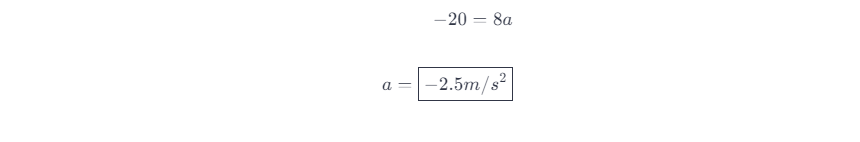 −20 = 8a
a = −2.5m/s²